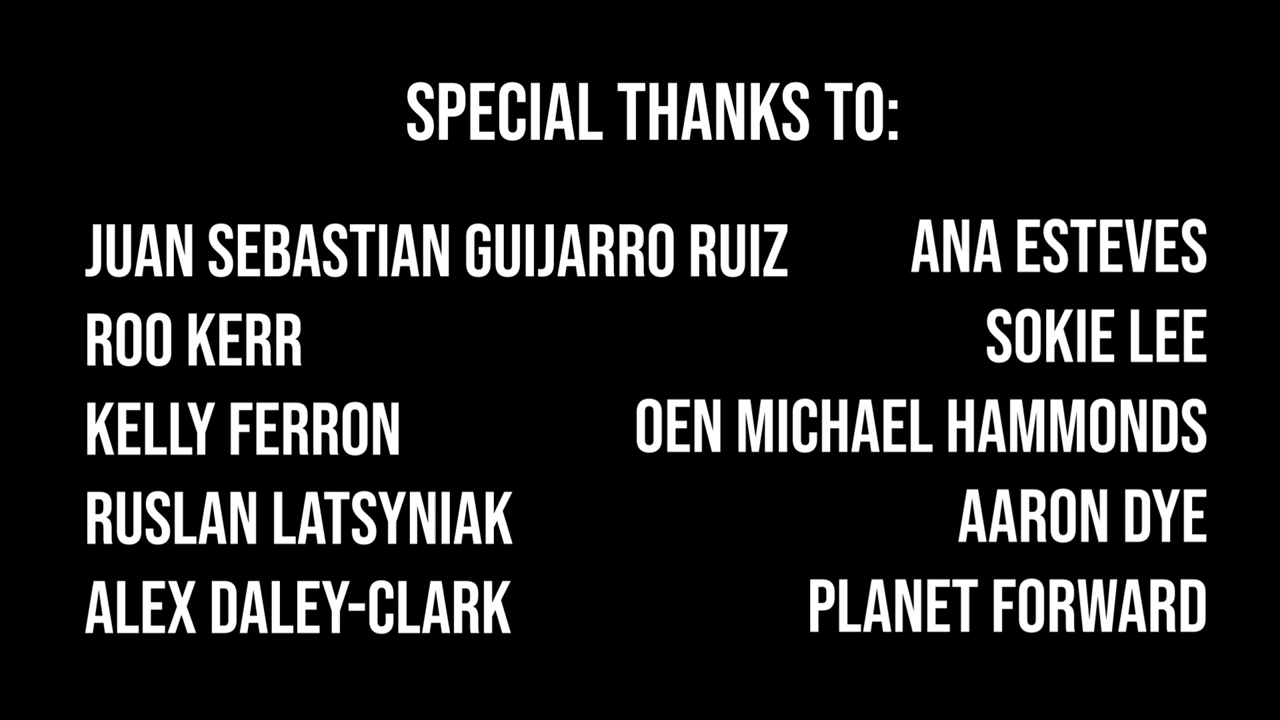 SPECIAL THANKS TO:
JUAN SEBASTIAN GUIJARRO RUIZ
ROO KERR
KELLY FERRON
RUSLAN LATSYNIAK
ALEX DALEY-CLARK
ANA ESTEVES
SOKIE LEE
OEN MICHAEL HAMMONDS
AARON DYE
PLANET FORWARD